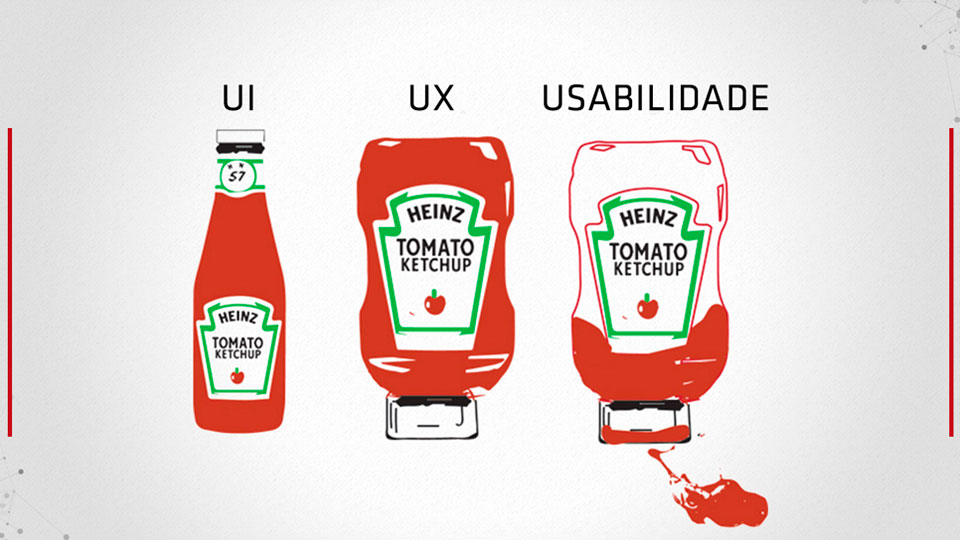 UI
UX
USABILIDADE
57
HEINZ
TOMATO
KETCHUP
HEINZ
TOMATO
KETCHUP
HEINZ
TOMATO
KETCHUP